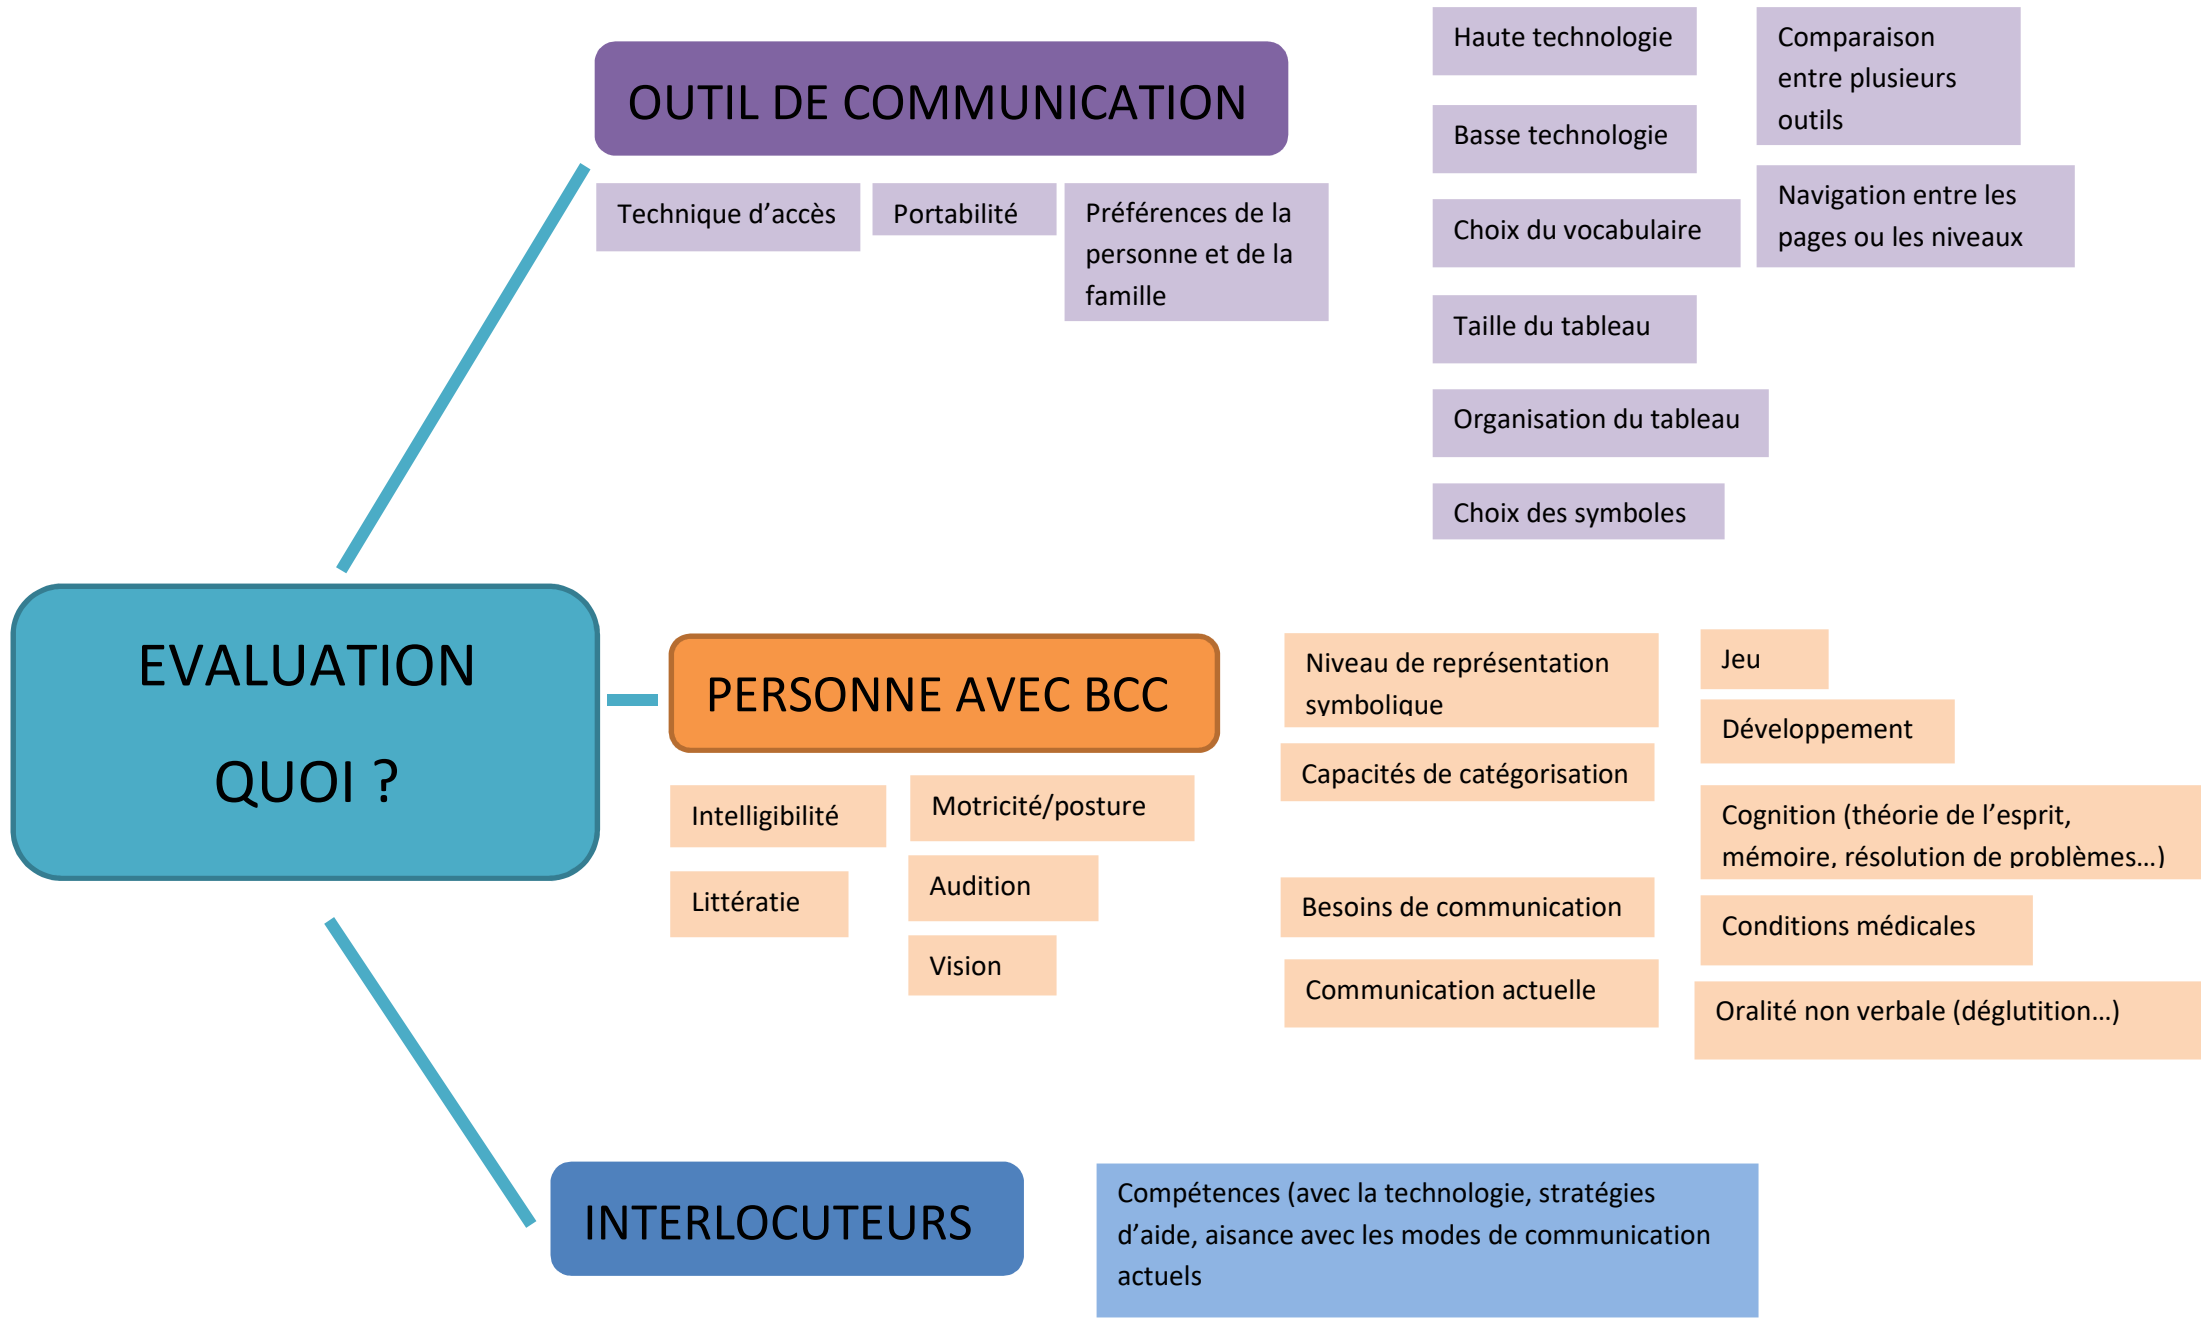 OUTIL DE COMMUNICATION
Technique d’accès
Portabilité
Préférences de la
personne et de la
famille
Haute technologie
Basse technologie
Choix du vocabulaire
Taille du tableau
Organisation du tableau
Choix des symboles
Comparaison
entre plusieurs
outils
Navigation entre les
pages ou les niveaux
EVALUATION
QUOI ?
PERSONNE AVEC BCC
Intelligibilité
Littératie
Motricité/posture
Audition
Vision
Niveau de représentation
symbolique
Capacités de catégorisation
Besoins de communication
Communication actuelle
Jeu
Développement
Cognition (théorie de l’esprit,
mémoire, résolution de problèmes…)
Conditions médicales
Oralité non verbale (déglutition…)
INTERLOCUTEURS
Compétences (avec la technologie, stratégies
d’aide, aisance avec les modes de communication
actuels